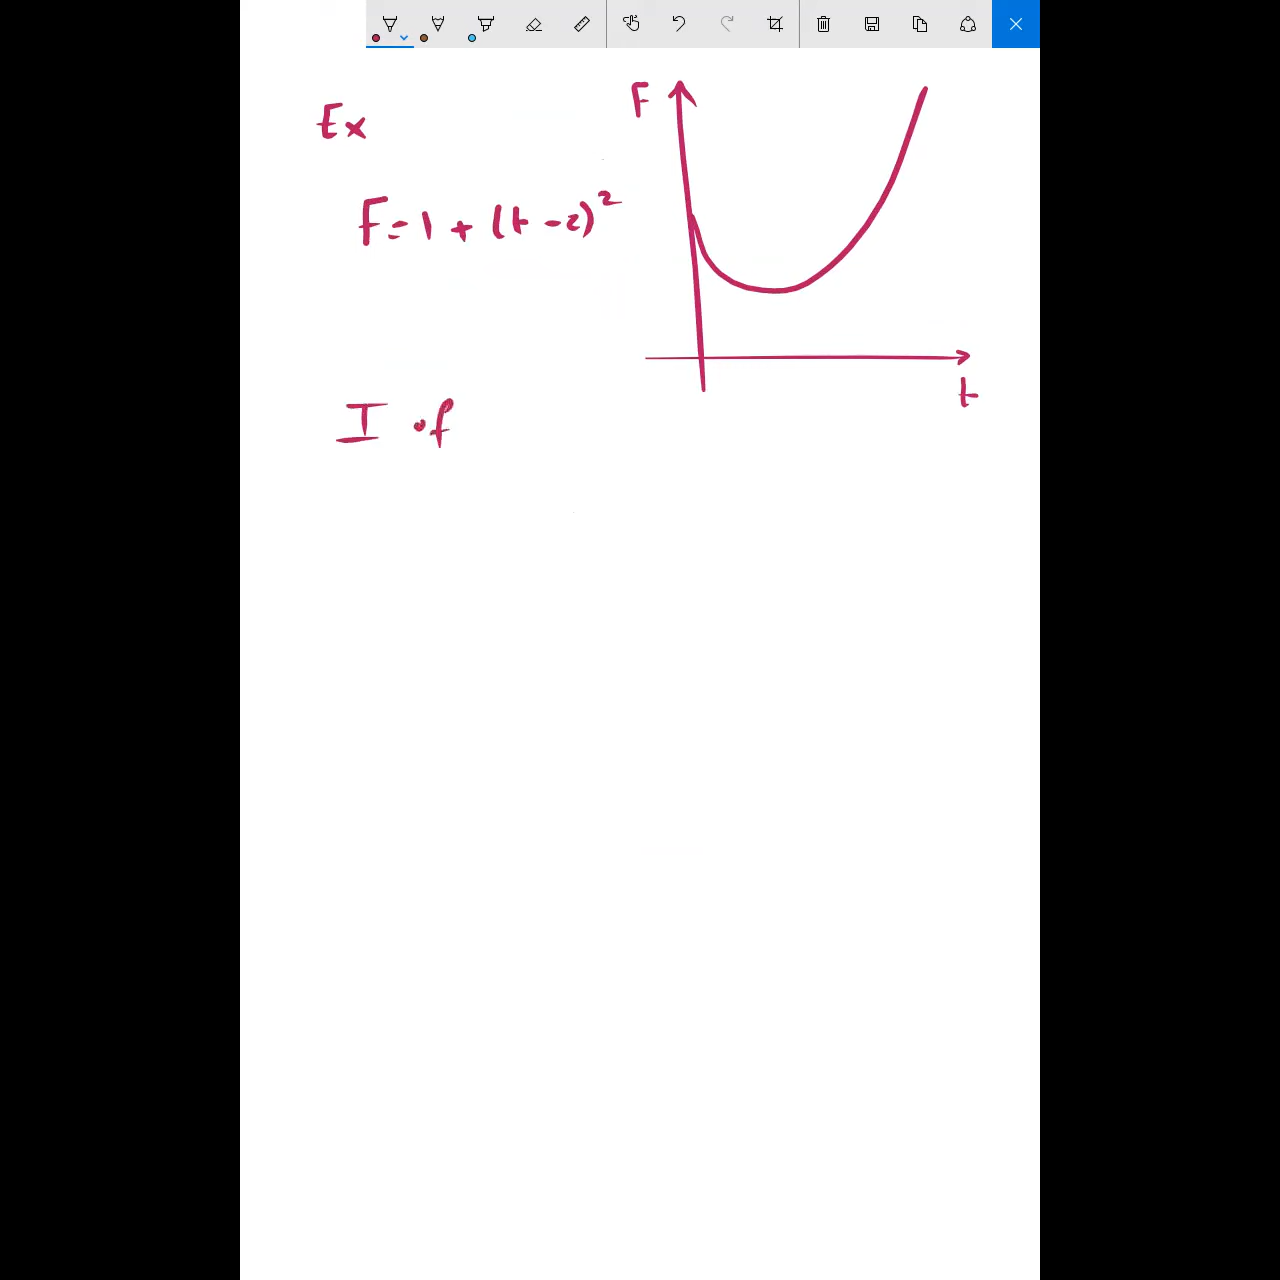 Ex
F
F = 1 + (t - 2)²
t
I of